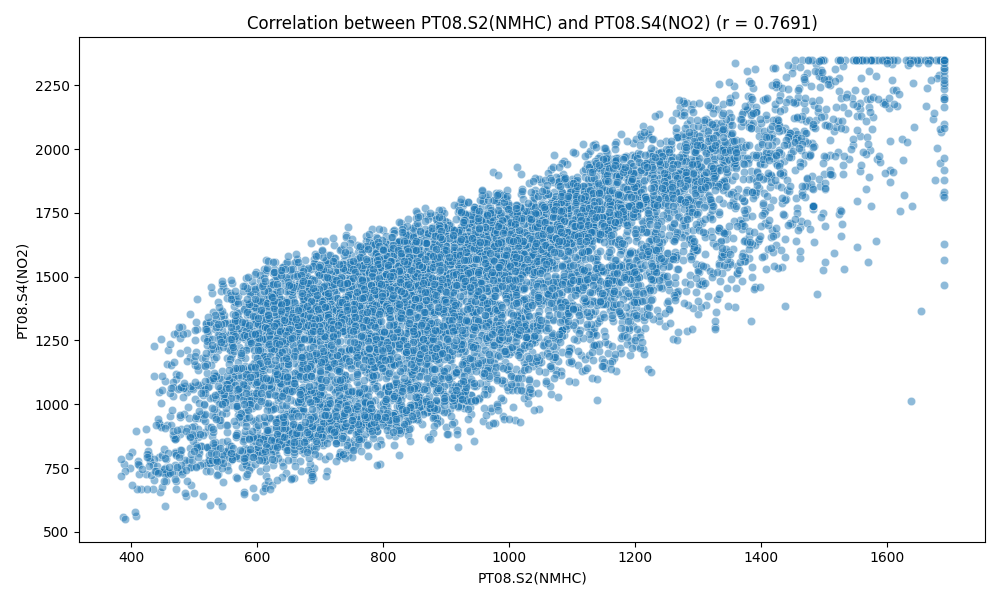 Correlation between PT08.S2(NMHC) and PT08.S4(NO2) (r = 0.7691)
PT08.S4(NO2)
2250
2000
1750
1500
1250
1000
750
500
400 600 800 1000 1200 1400 1600
PT08.S2(NMHC)